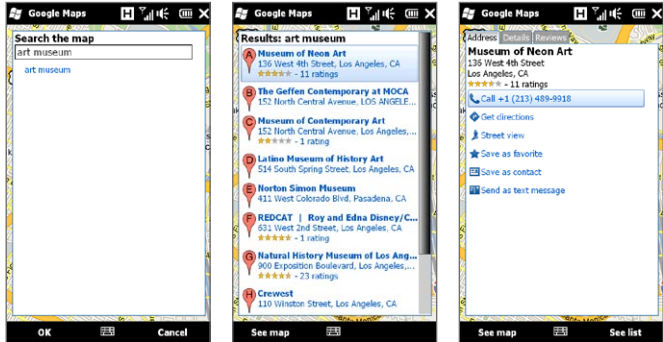 Google Maps
H
Search the map
art museum
art museum
OK
Cancel
Google Maps
H
Results: art museum
A
Museum of Neon Art
136 West 4th Street, Los Angeles, CA
- 11 ratings
B
The Geffen Contemporary at MOCA
152 North Central Avenue, LOS ANGELE...
C
Museum of Contemporary Art
152 North Central Avenue, Los Angeles,...
- 1 rating
D
Latino Museum of History Art
514 South Spring Street, Los Angeles, CA
E
Norton Simon Museum
411 West Colorado Blvd, Pasadena, CA
F
REDCAT | Roy and Edna Disney/C...
631 West 2nd Street, Los Angeles, CA
- 1 rating
G
Natural History Museum of Los Ang...
900 Exposition Boulevard, Los Angeles,...
- 23 ratings
H
Crewest
110 Winston Street, Los Angeles, CA
See map
Google Maps
H
Address Details Reviews
Museum of Neon Art
136 West 4th Street
Los Angeles, CA
- 11 ratings
Call +1 (213) 489-9918
Get directions
Street view
Save as favorite
Save as contact
Send as text message
See map
See list